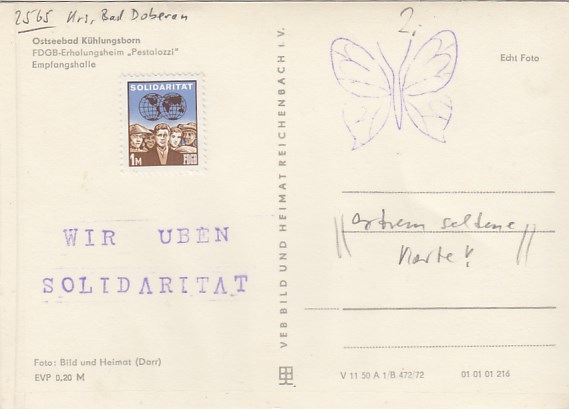 2565 Krs, Bad Doberan
2.-
Ostseebad Kühlungsborn
FDGB-Erholungsheim „Pestalozzi"
Empfangshalle
Echt Foto
SOLIDARITÄT
1M
FDGB
WIR UBEN
SOLIDARITAT
VEB BILD UND HEIMAT REICHENBACH I.V.
extrem seltene
Karte!
Foto: Bild und Heimat (Darr)
EVP 0,20 M
V 11 50 A 1/B 472/72
01 01 01 216